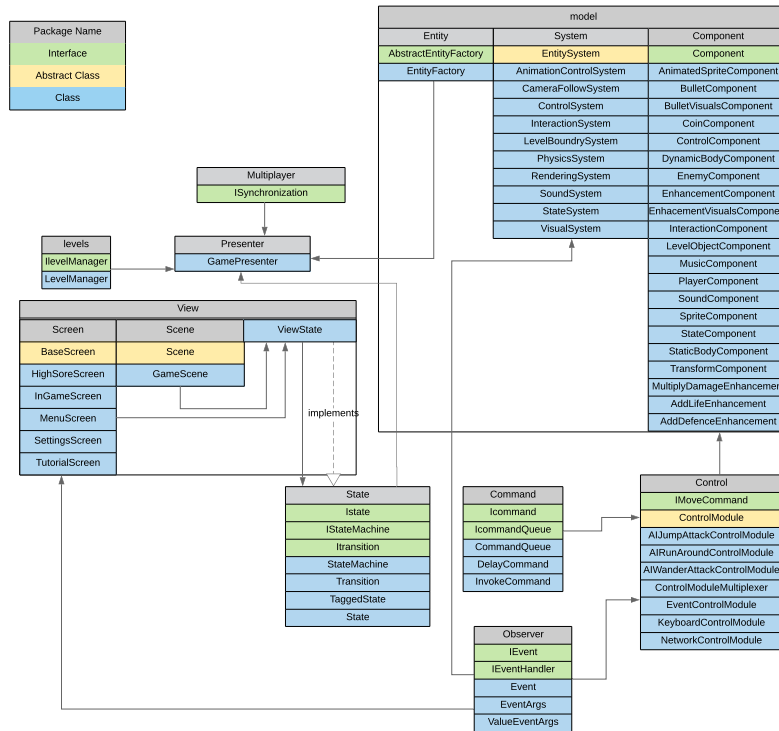 Package Name
Interface
Abstract Class
Class
model
Entity
AbstractEntityFactory
EntityFactory
System
EntitySystem
AnimationControlSystem
CameraFollowSystem
ControlSystem
InteractionSystem
LevelBoundrySystem
PhysicsSystem
RenderingSystem
SoundSystem
StateSystem
VisualSystem
Component
Component
AnimatedSpriteComponent
BulletComponent
BulletVisualsComponent
CoinComponent
ControlComponent
DynamicBodyComponent
EnemyComponent
EnhancementComponent
EnhacementVisualsCompone
InteractionComponent
LevelObjectComponent
MusicComponent
PlayerComponent
SoundComponent
SpriteComponent
StateComponent
StaticBodyComponent
TransformComponent
MultiplyDamageEnhancemen
AddLifeEnhancement
AddDefenceEnhancement
Multiplayer
ISynchronization
levels
IlevelManager
LevelManager
Presenter
GamePresenter
View
Screen
BaseScreen
HighSoreScreen
InGameScreen
MenuScreen
SettingsScreen
TutorialScreen
Scene
Scene
GameScene
ViewState
implements
State
Istate
IStateMachine
Itransition
StateMachine
Transition
TaggedState
State
Command
Icommand
IcommandQueue
CommandQueue
DelayCommand
InvokeCommand
Control
IMoveCommand
ControlModule
AIJumpAttackControlModule
AIRunAroundControlModule
AIWanderAttackControlModule
ControlModuleMultiplexer
EventControlModule
KeyboardControlModule
NetworkControlModule
Observer
IEvent
IEventHandler
Event
EventArgs
ValueEventArgs